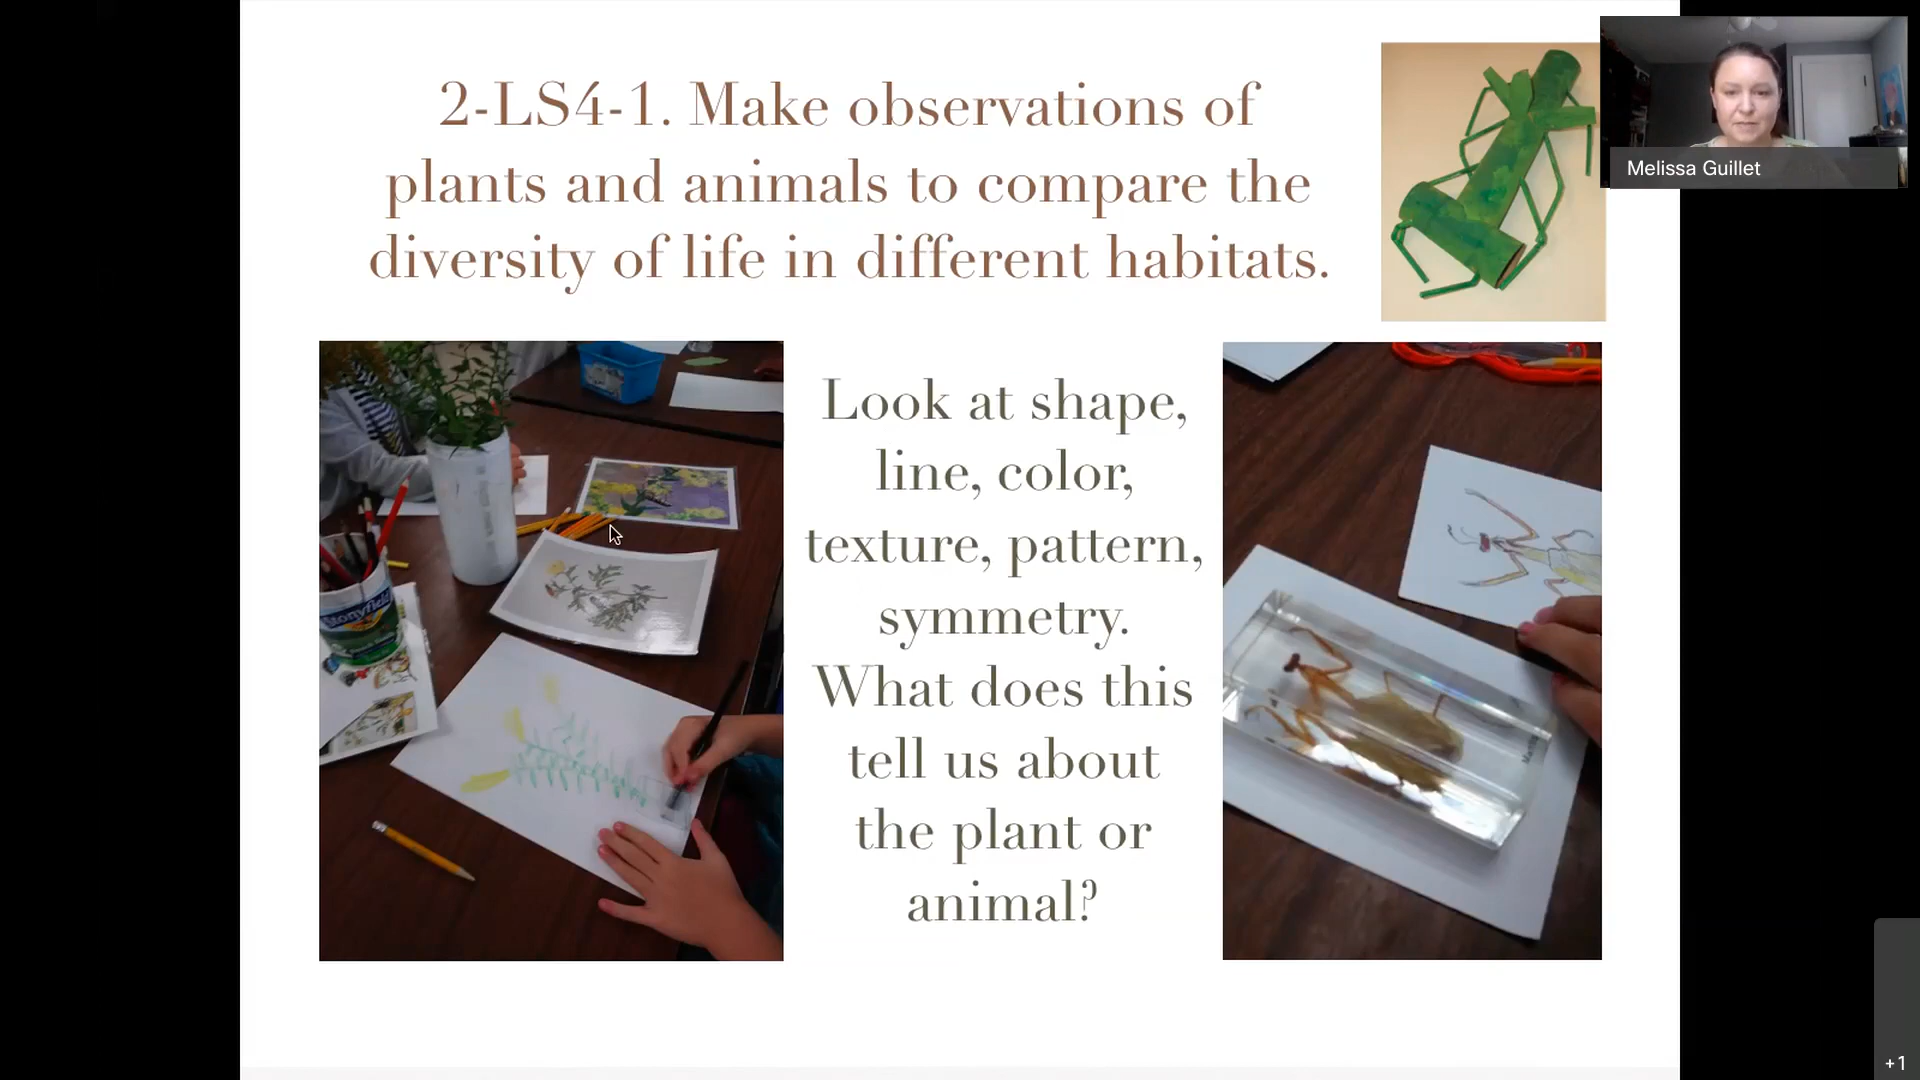 2-LS4-1. Make observations of
plants and animals to compare the
diversity of life in different habitats.
Melissa Guillet
Look at shape,
line, color,
texture, pattern,
symmetry.
What does this
tell us about
the plant or
animal?
Stonyfield
+1